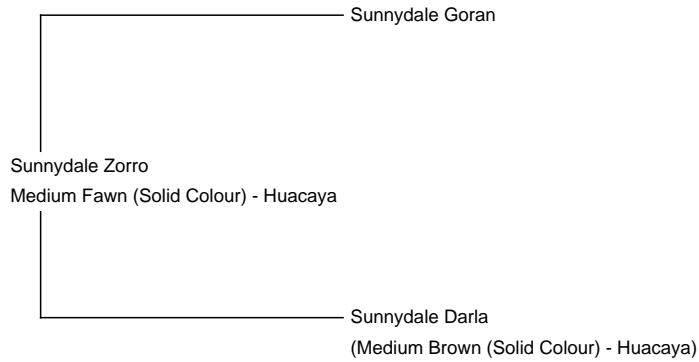 Sunnydale Goran
Sunnydale Zorro
Medium Fawn (Solid Colour) - Huacaya
Sunnydale Darla
(Medium Brown (Solid Colour) - Huacaya)